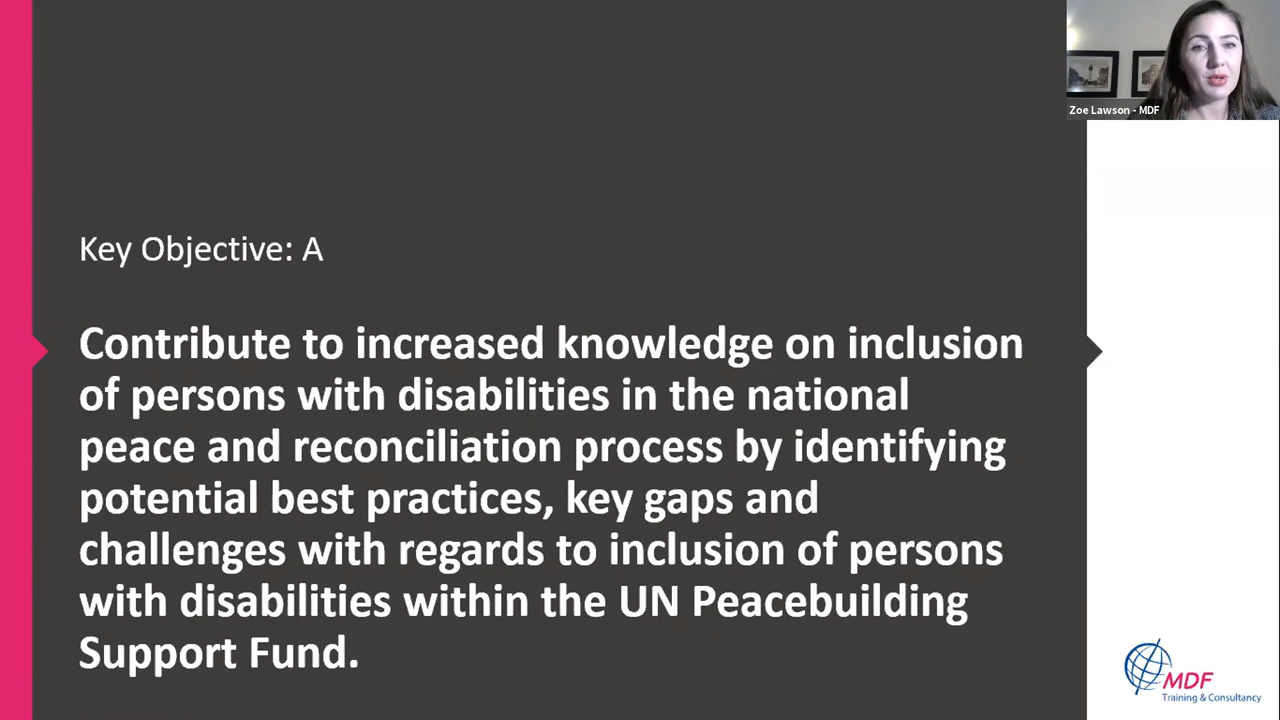 Zoe Lawson - MDF
Key Objective: A
Contribute to increased knowledge on inclusion
of persons with disabilities in the national
peace and reconciliation process by identifying
potential best practices, key gaps and
challenges with regards to inclusion of persons
with disabilities within the UN Peacebuilding
Support Fund.
MDF
Training & Consultancy